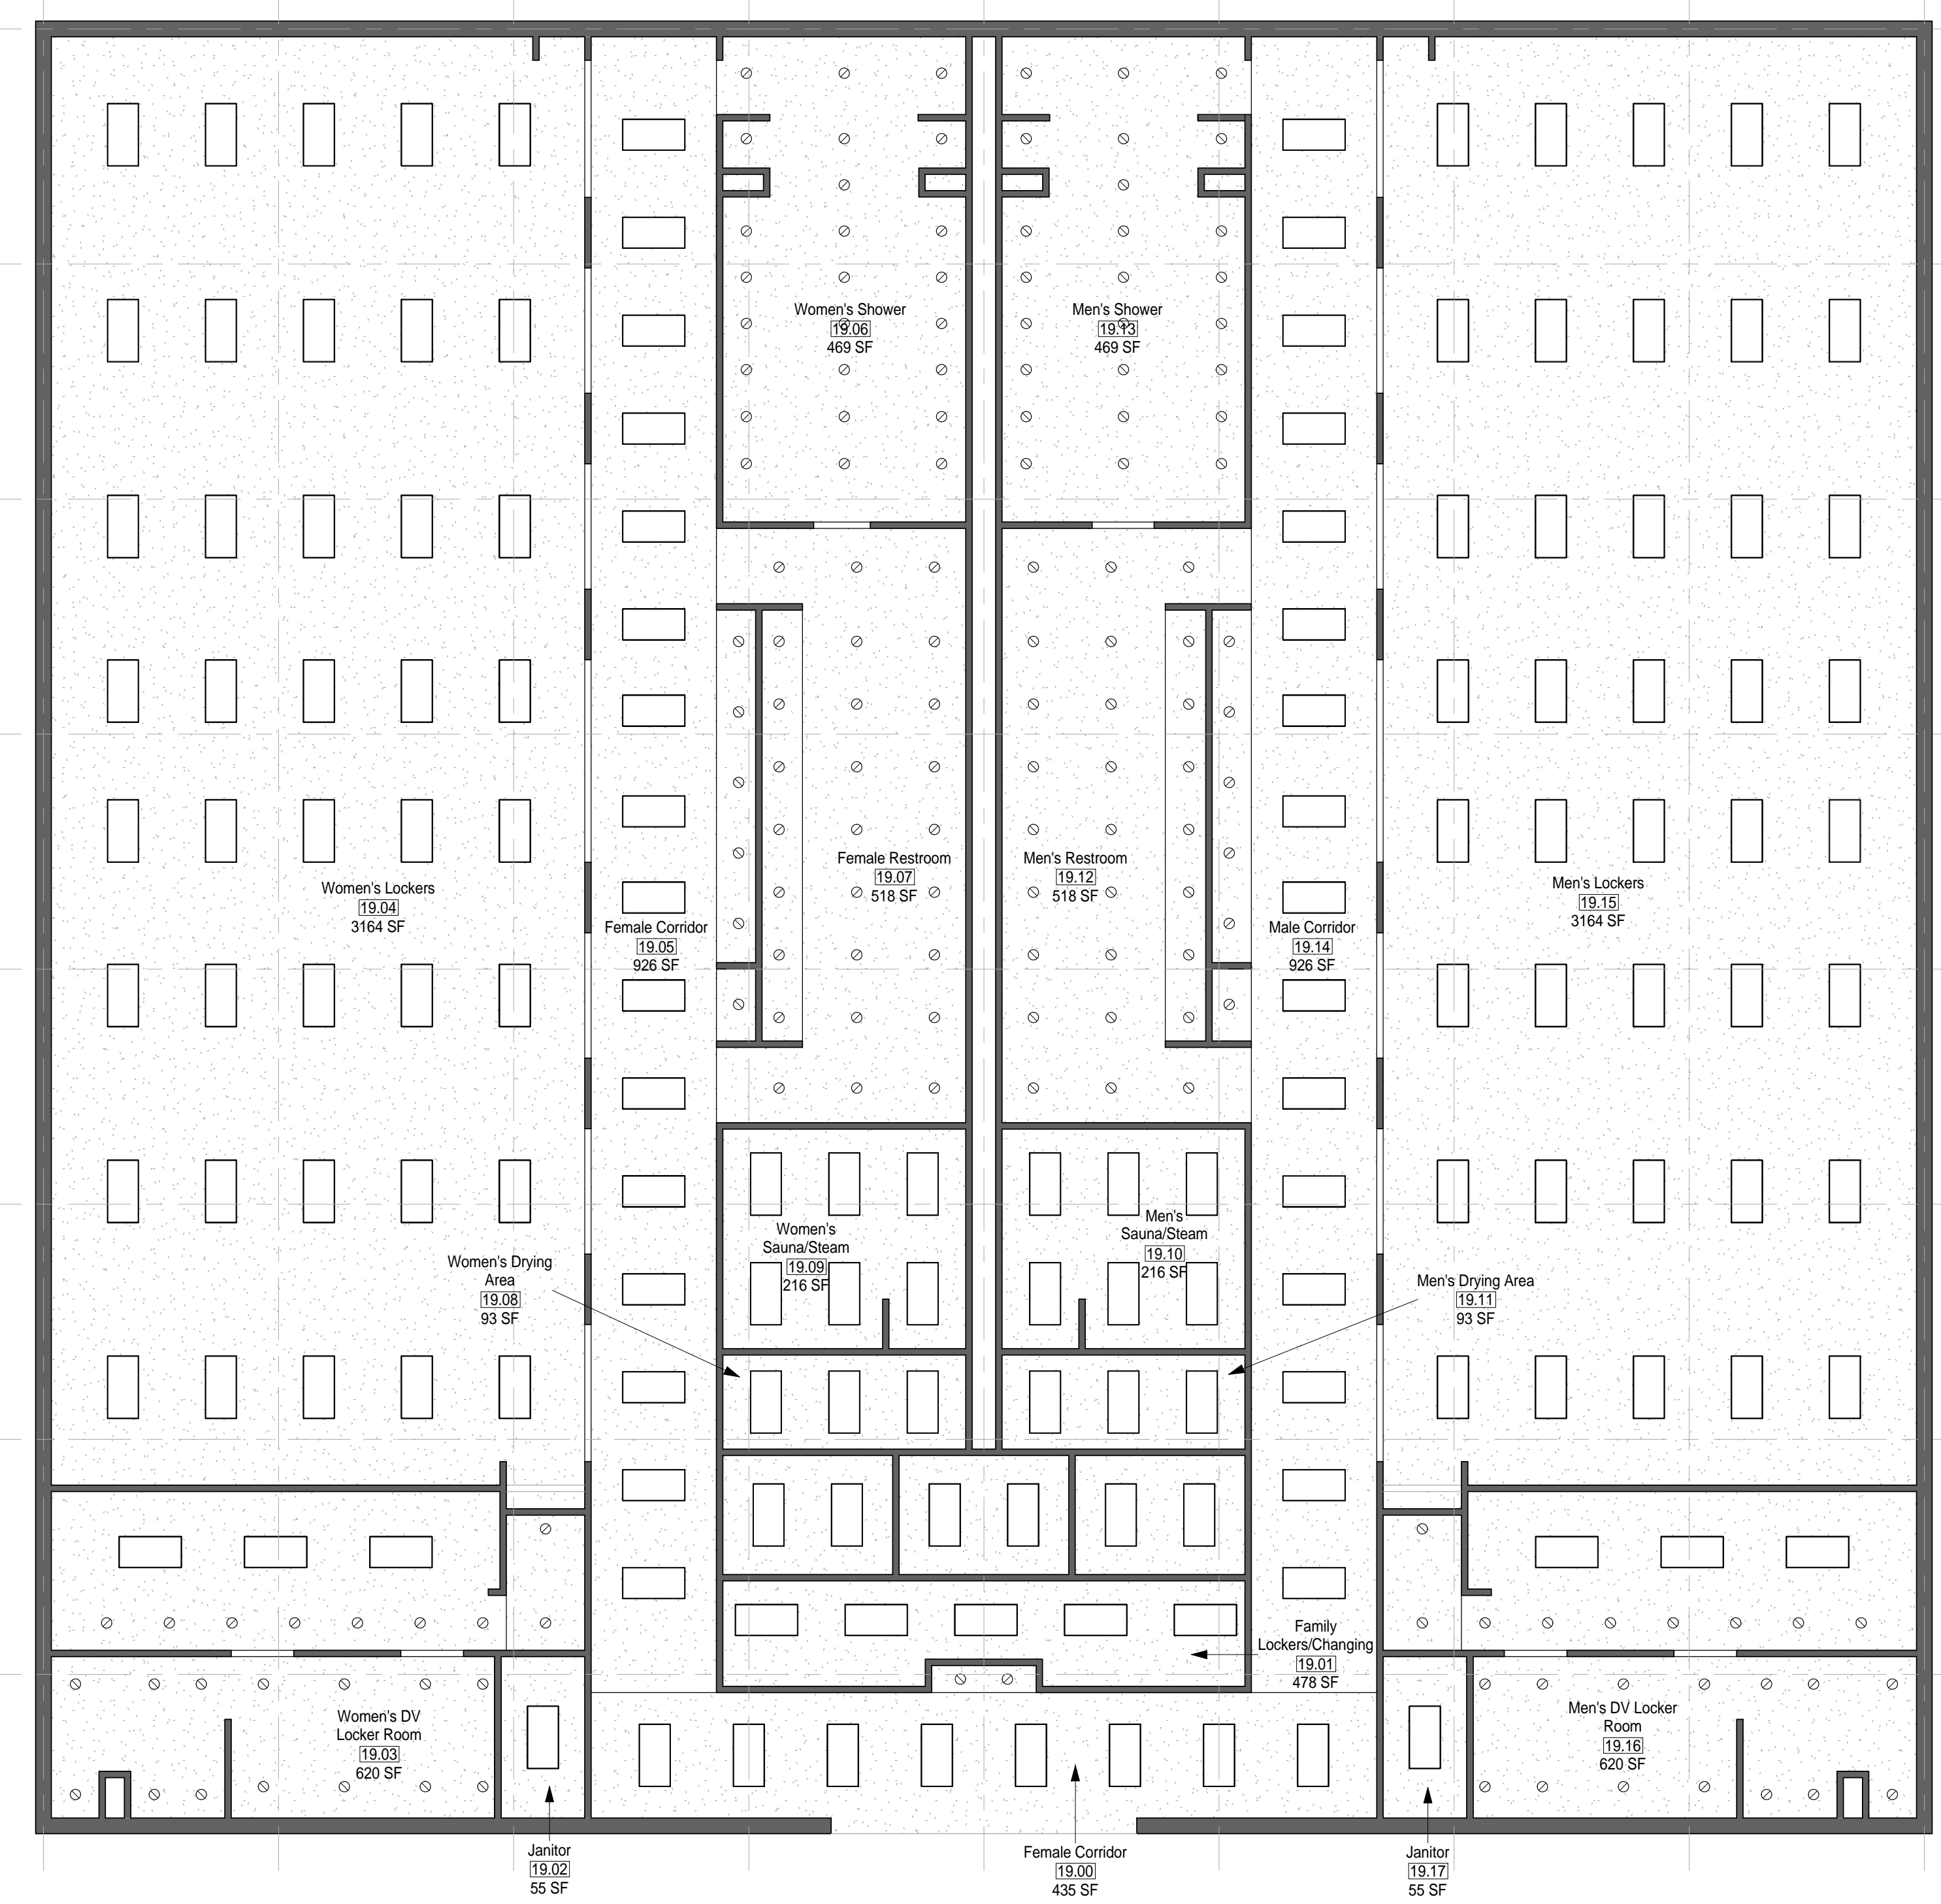 Women's Shower
19.06
469 SF
Men's Shower
19.13
469 SF
Female Restroom
19.07
518 SF
Men's Restroom
19.12
518 SF
Women's Lockers
19.04
3164 SF
Men's Lockers
19.15
3164 SF
Female Corridor
19.05
926 SF
Male Corridor
19.14
926 SF
Women's
Sauna/Steam
19.09
216 SF
Men's
Sauna/Steam
19.10
216 SF
Women's Drying
Area
19.08
93 SF
Men's Drying Area
19.11
93 SF
Family
Lockers/Changing
19.01
478 SF
Women's DV
Locker Room
19.03
620 SF
Men's DV Locker
Room
19.16
620 SF
Janitor
19.02
55 SF
Female Corridor
19.00
435 SF
Janitor
19.17
55 SF